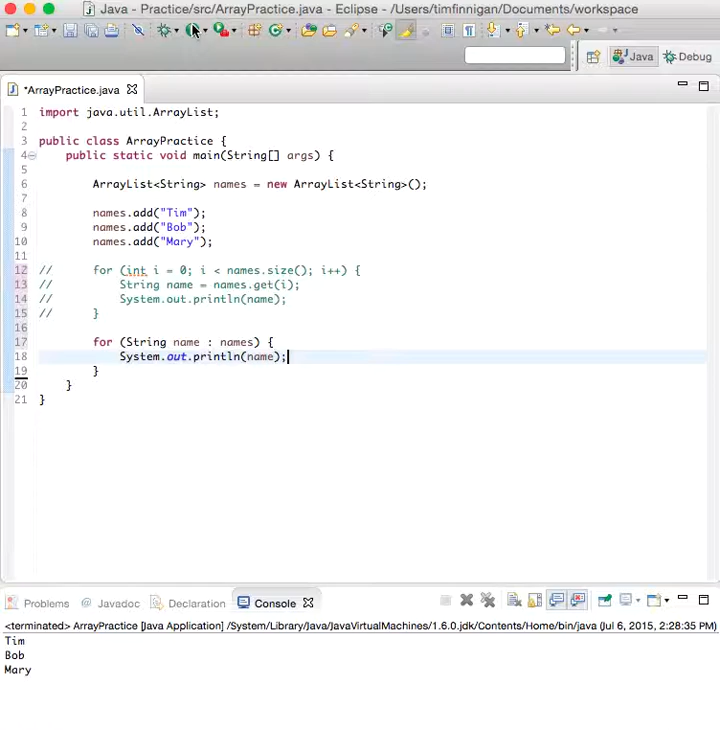 Java - Practice/src/ArrayPractice.java - Eclipse - /Users/timfinnigan/Documents/workspace
Java Debug
*ArrayPractice.java
1 import java.util.ArrayList;
2
3 public class ArrayPractice {
4     public static void main(String[] args) {
5
6         ArrayList<String> names = new ArrayList<String>();
7
8         names.add("Tim");
9         names.add("Bob");
10         names.add("Mary");
11
12 //      for (int i = 0; i < names.size(); i++) {
13 //          String name = names.get(i);
14 //          System.out.println(name);
15 //      }
16
17         for (String name : names) {
18             System.out.println(name);
19         }
20     }
21 }
Problems @ Javadoc Declaration Console
<terminated> ArrayPractice [Java Application] /System/Library/Java/JavaVirtualMachines/1.6.0.jdk/Contents/Home/bin/java (Jul 6, 2015, 2:28:35 PM)
Tim
Bob
Mary